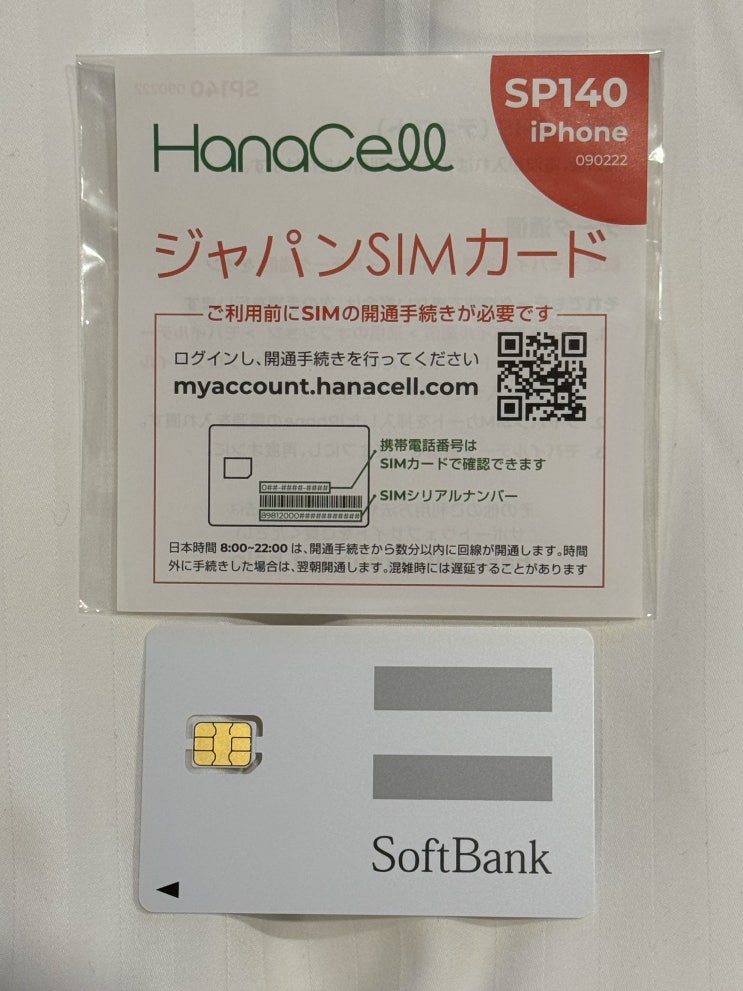 SP140
iPhone
090222
HanaCell
ジャパンSIMカード
ご利用前にSIMの開通手続きが必要です
ログインし、開通手続きを行ってください
myaccount.hanacell.com
携帯電話番号は
SIMカードで確認できます
0##-####-####
SIMシリアルナンバー
89812000###########
日本時間 8:00~22:00 は、開通手続きから数分以内に回線が開通します。時間
外に手続きした場合は、翌朝開通します。混雑時には遅延することがあります
SoftBank